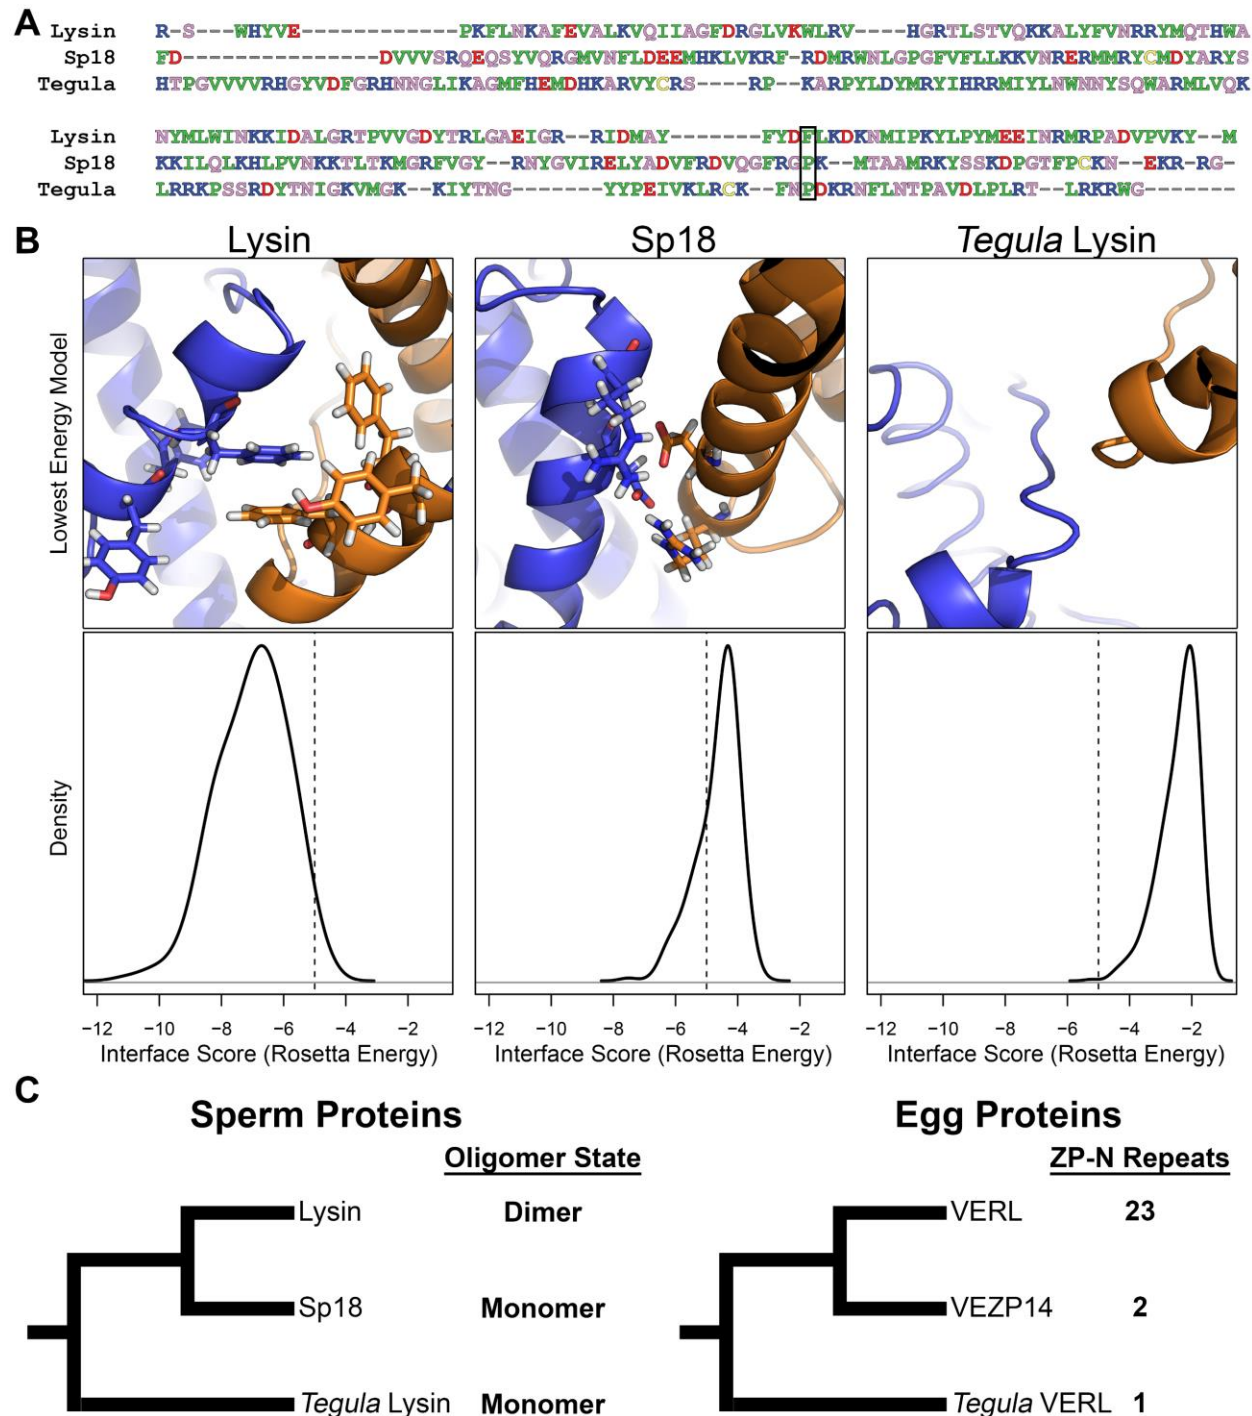 A
Lysin R-S---WHYVE------------PKFLNKAFEVALKVQIIAGFDRGLVKWLRV----HGRTLSTVQKKALYFVNRRYMQTHWA
Sp18 FD---------------DVVVSRQEQSYVQRGMVNFLDEEMHKLVKRF-RDMRWNLGPGFVFLLKKVNRERMMRYCMDYARYS
Tegula HTPGVVVVRHGYVDFGRHNNGLIKAGMFHEMDHKARVYCRS----RP--KARPYLDYMRYIHRRMIYLNWNNYSQWARMLVQK
Lysin NYMLWINKKIDALGRTPVVGDYTRLGAEIGR--RIDMAY-------FYDFLKDKNMIPKYLPYMEEINRMRPADVPVKY--M
Sp18 KKILQLKHLPVNKKTLTKMGRFVGY--RNYGVIRELYADVFRDVQGFRGPK--MTAAMRKYSSKDPGTFPCKN--EKR-RG-
Tegula LRRKPSSRDYTNIGKVMGK--KIYTNG-------YYPEIVKLRCK--FNPDKRNFLNTPAVDLPLRT--LRKRWG-------
B
Lysin Sp18 Tegula Lysin
Lowest Energy Model
Density
−12 −10 −8 −6 −4 −2 −12 −10 −8 −6 −4 −2 −12 −10 −8 −6 −4 −2
Interface Score (Rosetta Energy) Interface Score (Rosetta Energy) Interface Score (Rosetta Energy)
C
Sperm Proteins Egg Proteins
Oligomer State ZP-N Repeats
Lysin Dimer VERL 23
Sp18 Monomer VEZP14 2
Tegula Lysin Monomer Tegula VERL 1